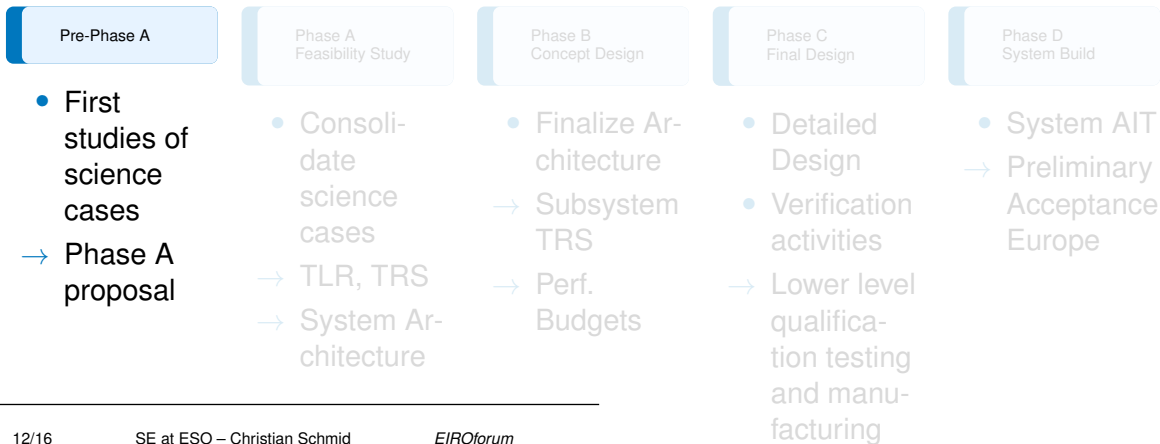 Pre-Phase A
• First
studies of
science
cases
→ Phase A
proposal
Phase A
Feasibility Study
• Consoli-
date
science
cases
→ TLR, TRS
→ System Ar-
chitecture
Phase B
Concept Design
• Finalize Ar-
chitecture
→ Subsystem
TRS
→ Perf.
Budgets
Phase C
Final Design
• Detailed
Design
• Verification
activities
→ Lower level
qualifica-
tion testing
and manu-
facturing
Phase D
System Build
• System AIT
→ Preliminary
Acceptance
Europe
12/16 SE at ESO – Christian Schmid EIROforum